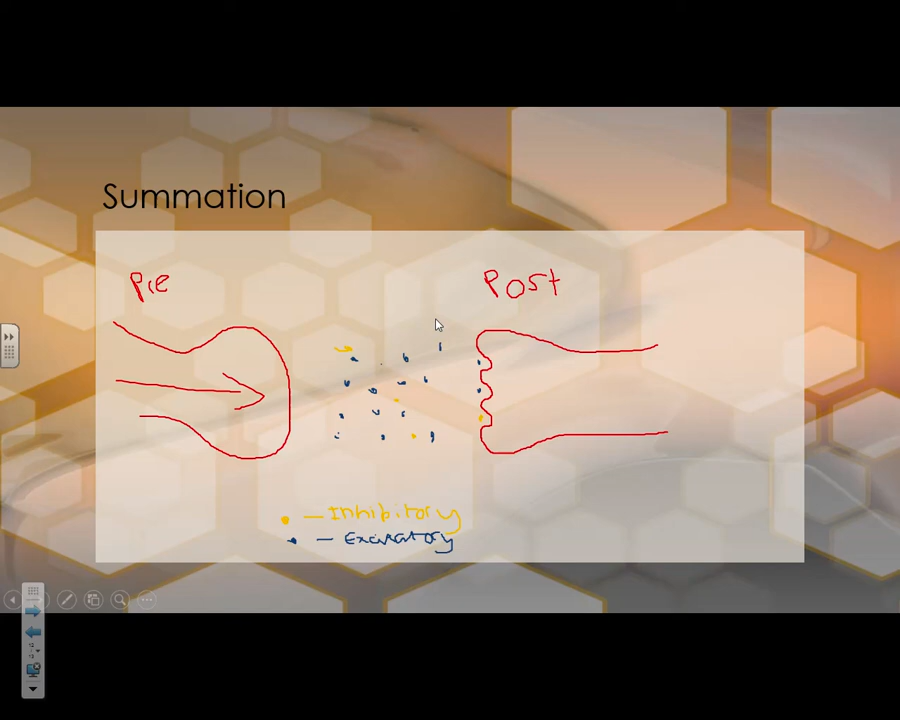 Summation
Pre
Post
- Inhibitory
- Excitatory